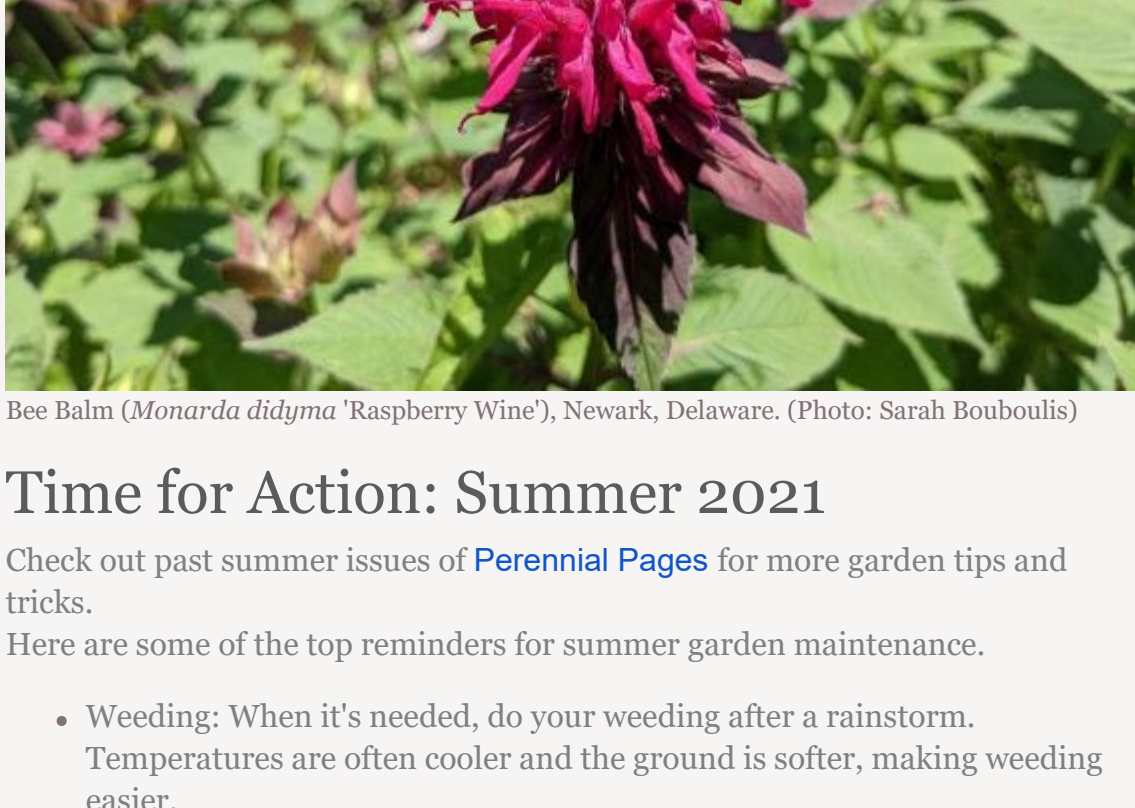 Bee Balm (Monarda didyma 'Raspberry Wine'), Newark, Delaware. (Photo: Sarah Bouboulis)
Time for Action: Summer 2021
Check out past summer issues of Perennial Pages for more garden tips and
tricks.
Here are some of the top reminders for summer garden maintenance.
• Weeding: When it's needed, do your weeding after a rainstorm.
Temperatures are often cooler and the ground is softer, making weeding
easier.